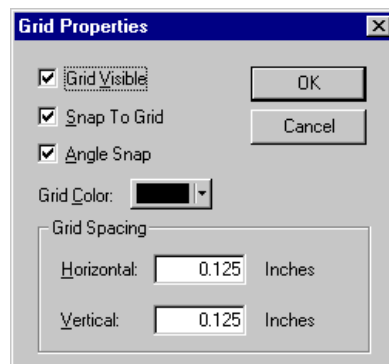 Grid Properties
Grid Visible
OK
Snap To Grid
Cancel
Angle Snap
Grid Color:
Grid Spacing
Horizontal: 0.125 Inches
Vertical: 0.125 Inches